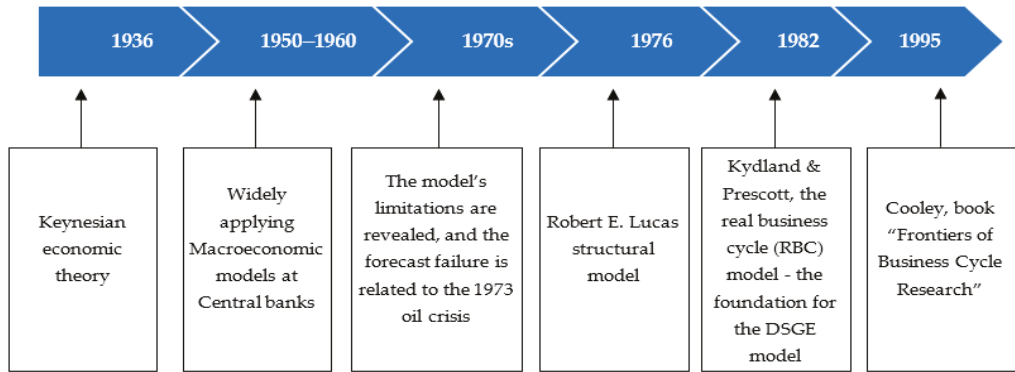 1936
1950–1960
1970s
1976
1982
1995
Keynesian
economic
theory
Widely
applying
Macroeconomic
models at
Central banks
The model's
limitations are
revealed, and the
forecast failure is
related to the 1973
oil crisis
Robert E. Lucas
structural
model
Kydland &
Prescott, the
real business
cycle (RBC)
model - the
foundation for
the DSGE
model
Cooley, book
“Frontiers of
Business Cycle
Research”